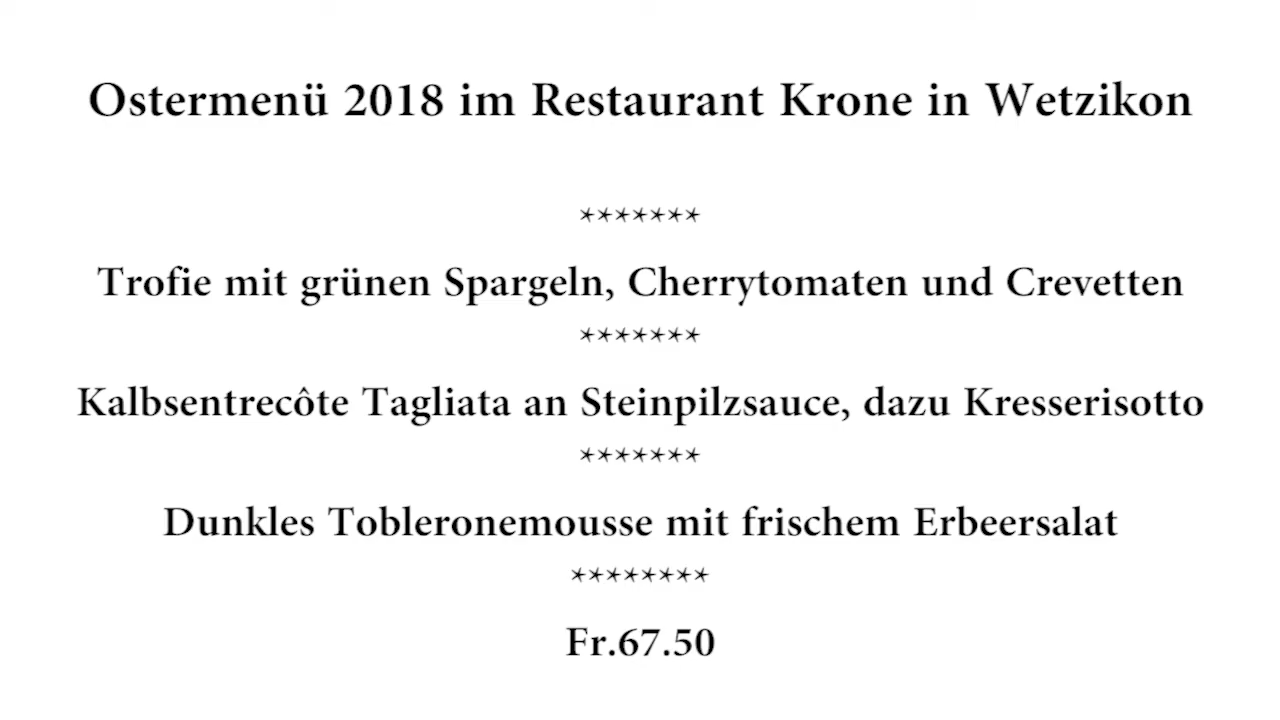 Ostermenü 2018 im Restaurant Krone in Wetzikon
*******
Trofie mit grünen Spargeln, Cherrytomaten und Crevetten
*******
Kalbsentrecôte Tagliata an Steinpilzsauce, dazu Kresserisotto
*******
Dunkles Tobleronemousse mit frischem Erbeersalat
********
Fr.67.50